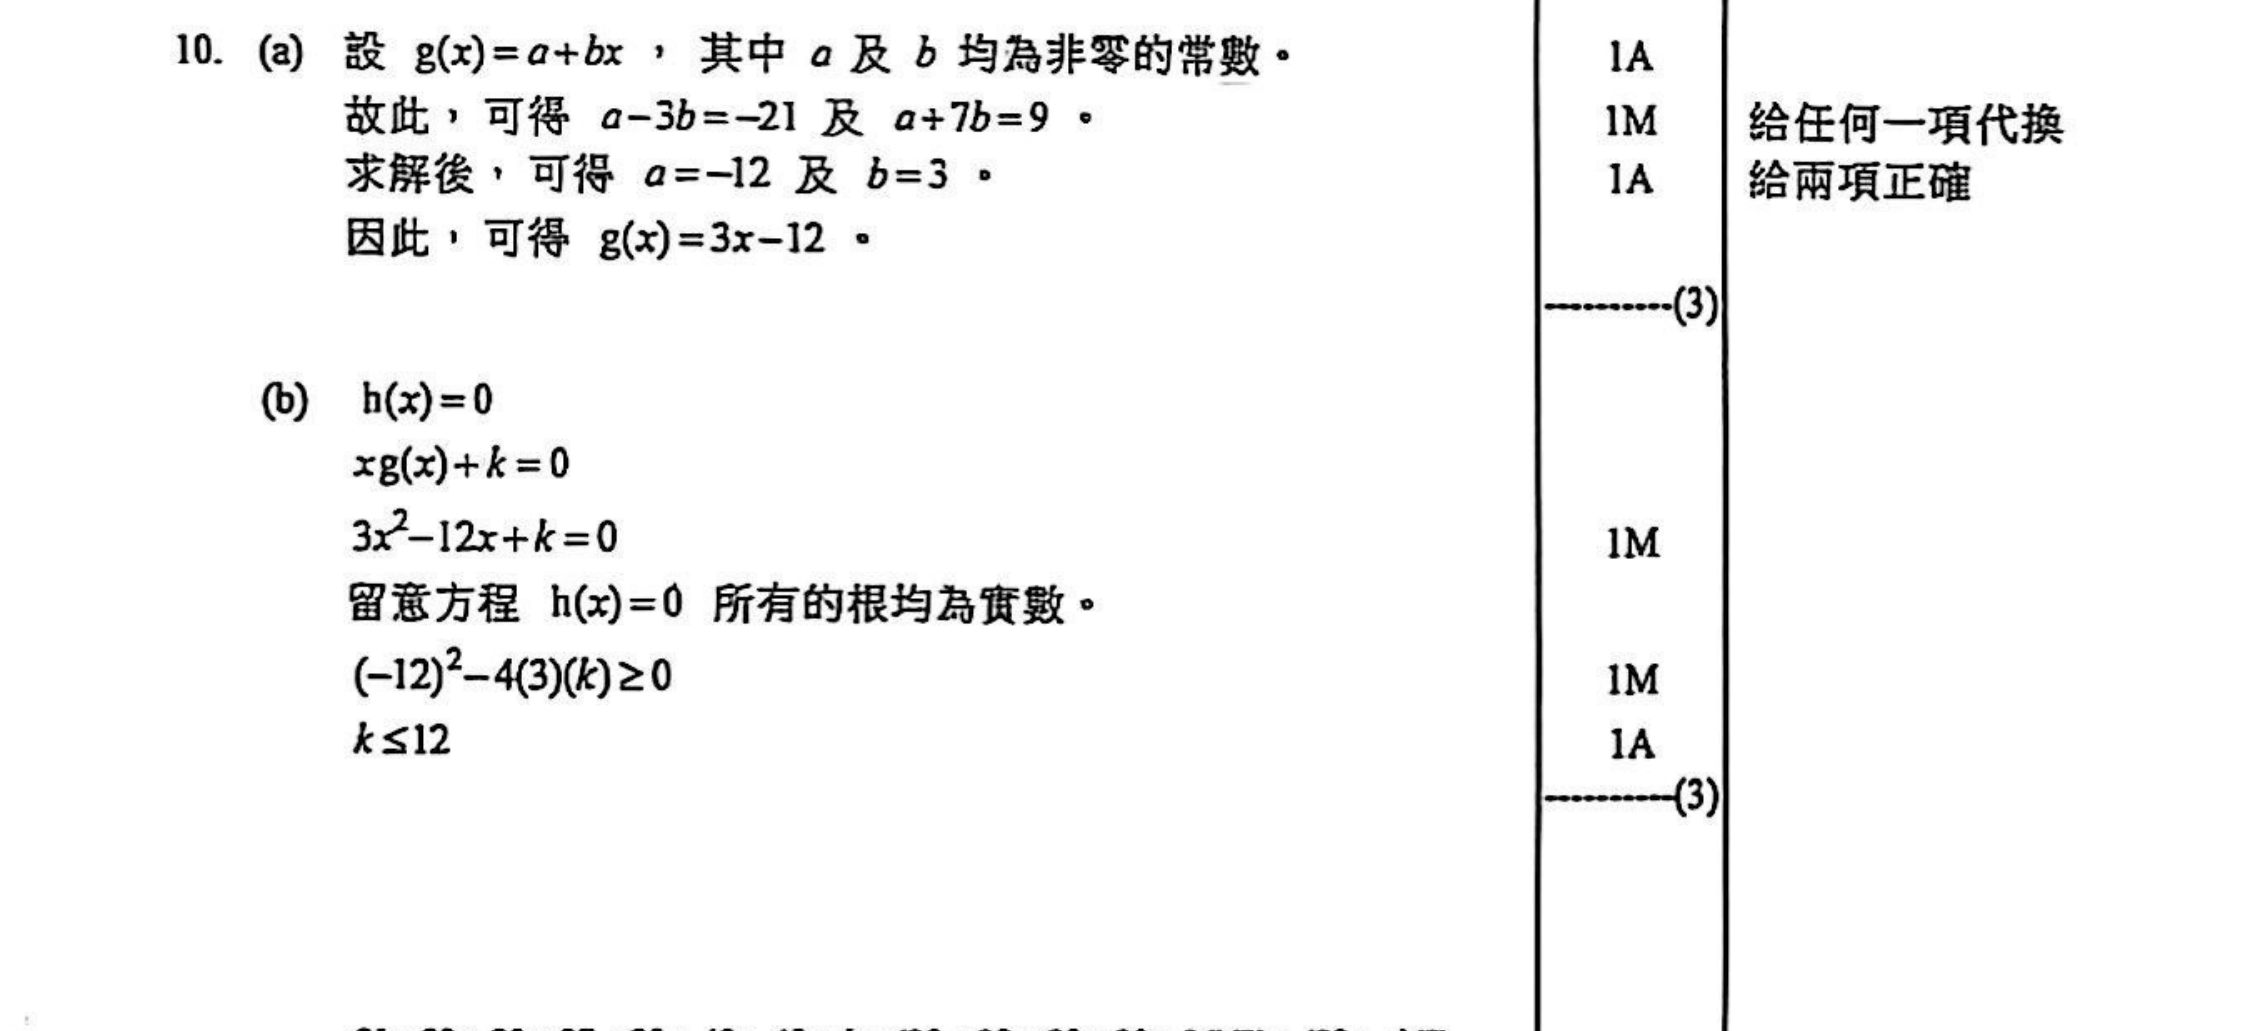 10. (a) 設 g(x)=a+bx ，其中 a 及 b 均為非零的常數。 1A
故此，可得 a−3b=−21 及 a+7b=9 。 1M 給任何一項代換
求解後，可得 a=−12 及 b=3 。 1A 給兩項正確
因此，可得 g(x)=3x−12 。
----------(3)
(b) h(x)=0
xg(x)+k=0
3x²−12x+k=0 1M
留意方程 h(x)=0 所有的根均為實數。
(−12)²−4(3)(k)≥0 1M
k≤12 1A
----------(3)